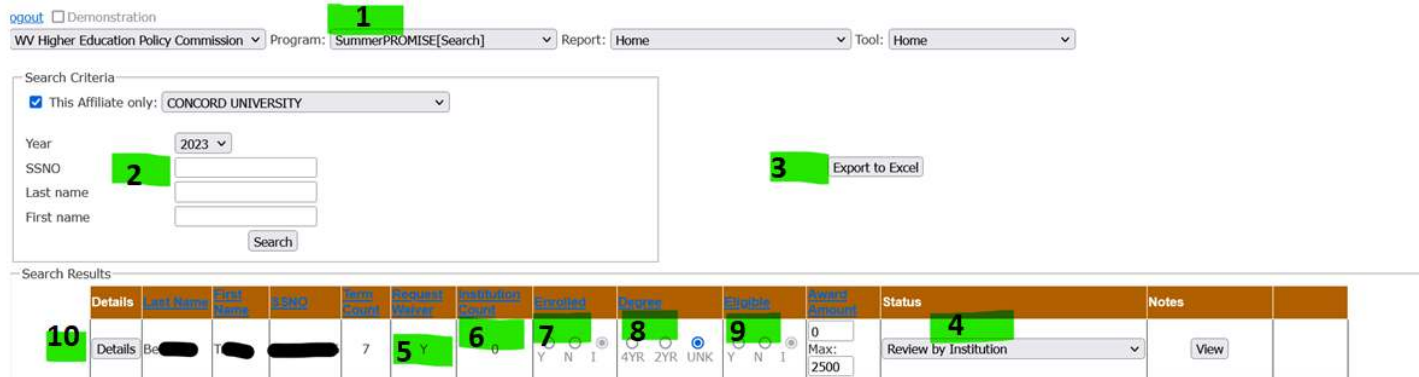 ogout Demonstration
1
WV Higher Education Policy Commission Program: SummerPROMISE[Search] Report: Home Tool: Home
Search Criteria
This Affiliate only: CONCORD UNIVERSITY
Year 2023
SSNO
2
Last name
First name
Search
3 Export to Excel
Search Results
Details Last Name First Name SSNO Term Count Request Waiver Institution Count Enrolled Degree Eligible Award Amount Status Notes
10 Details Be T 7 5 Y 6 0 7 Y N I 8 4YR 2YR UNK 9 Y N I 0 Max: 2500 4 Review by Institution View